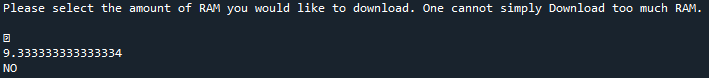 Please select the amount of RAM you would like to download. One cannot simply Download too much RAM.
9.333333333333334
NO